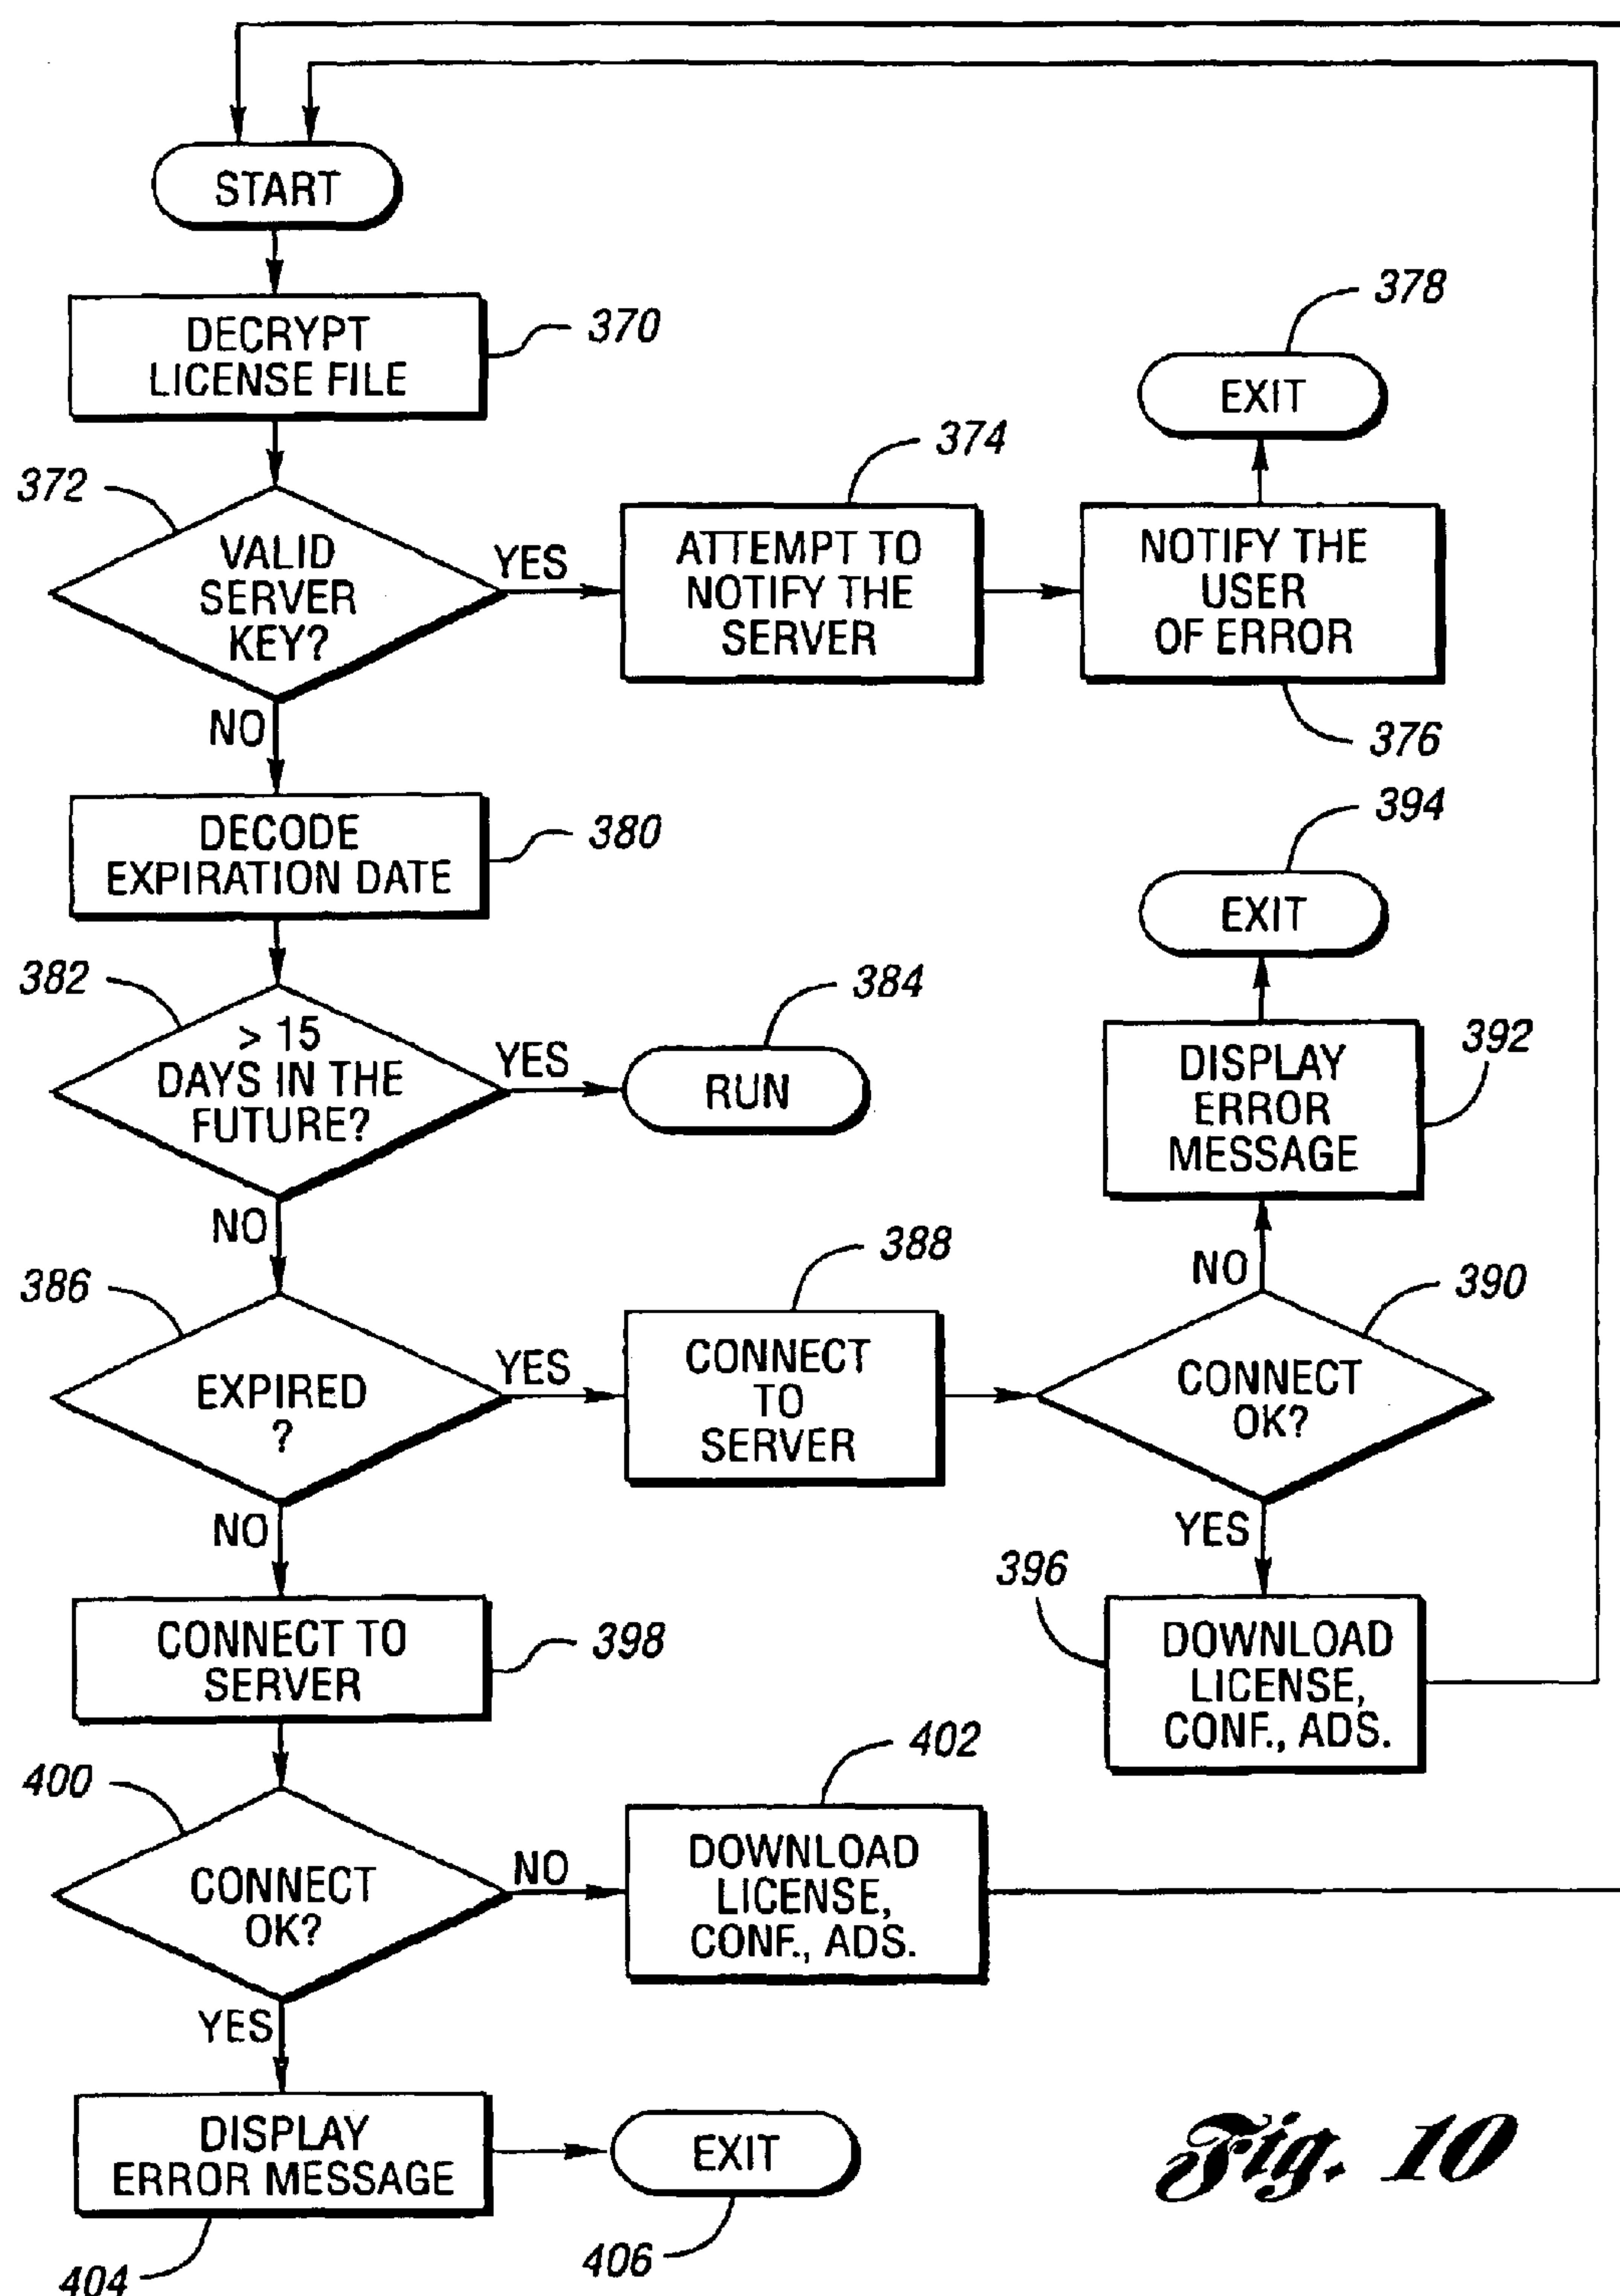 START
DECRYPT
LICENSE FILE
370
378
EXIT
372
VALID
SERVER
KEY?
YES
374
ATTEMPT TO
NOTIFY THE
SERVER
NOTIFY THE
USER
OF ERROR
376
NO
DECODE
EXPIRATION DATE
380
394
EXIT
382
> 15
DAYS IN THE
FUTURE?
YES
384
RUN
DISPLAY
ERROR
MESSAGE
392
NO
386
EXPIRED
?
YES
388
CONNECT
TO
SERVER
NO
390
CONNECT
OK?
NO
YES
396
DOWNLOAD
LICENSE,
CONF., ADS.
CONNECT TO
SERVER
398
400
CONNECT
OK?
NO
402
DOWNLOAD
LICENSE,
CONF., ADS.
YES
DISPLAY
ERROR MESSAGE
404
EXIT
406
Fig. 10